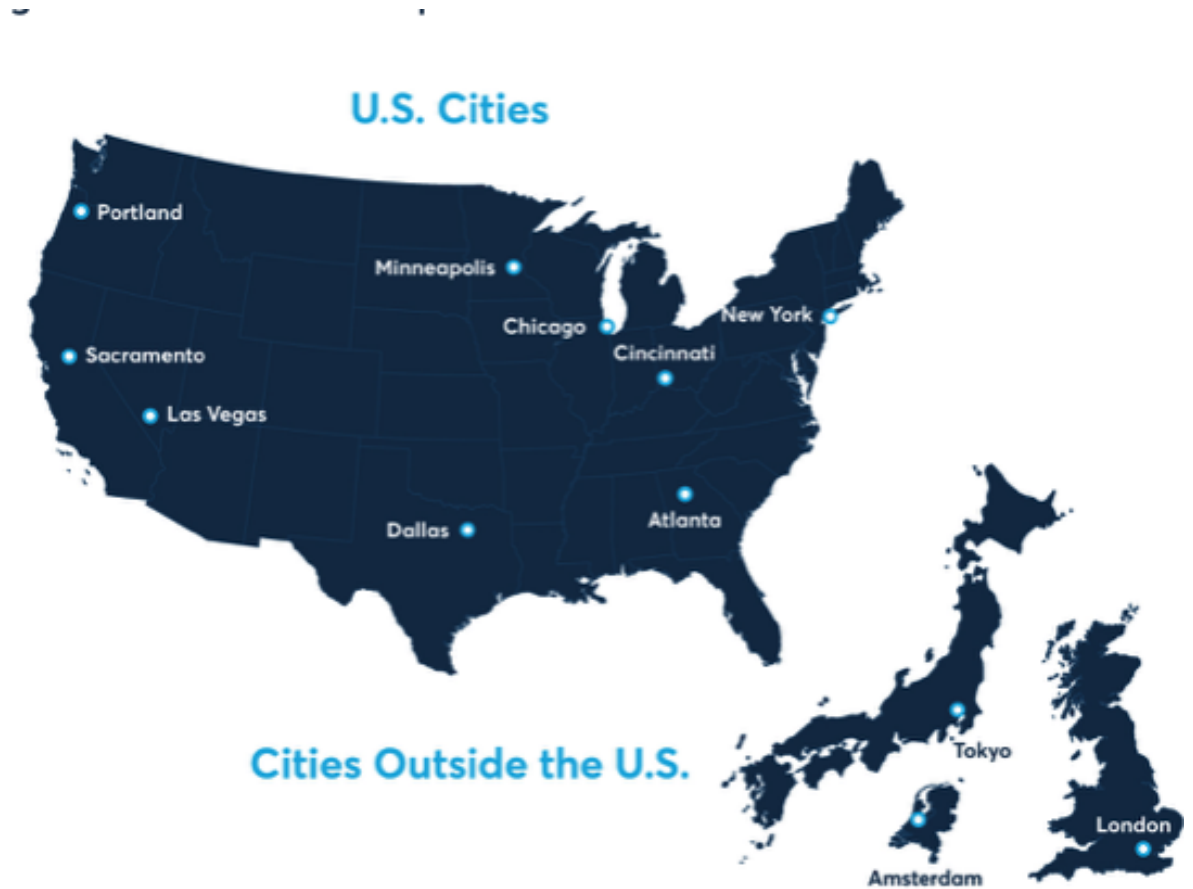 U.S. Cities
Portland
Minneapolis
New York
Chicago
Cincinnati
Sacramento
Las Vegas
Atlanta
Dallas
Tokyo
Cities Outside the U.S.
London
Amsterdam